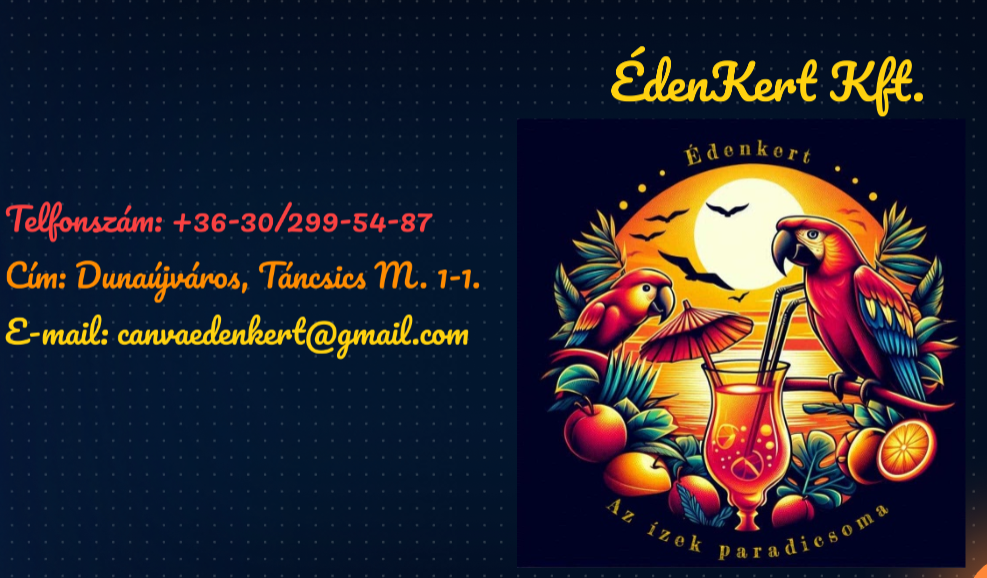 ÉdenKert Kft.
Édenkert
Telfonszám: +36-30/299-54-87
Cím: Dunaújváros, Táncsics M. 1-1.
E-mail: canvaedenkert@gmail.com
Az ízek paradicsoma